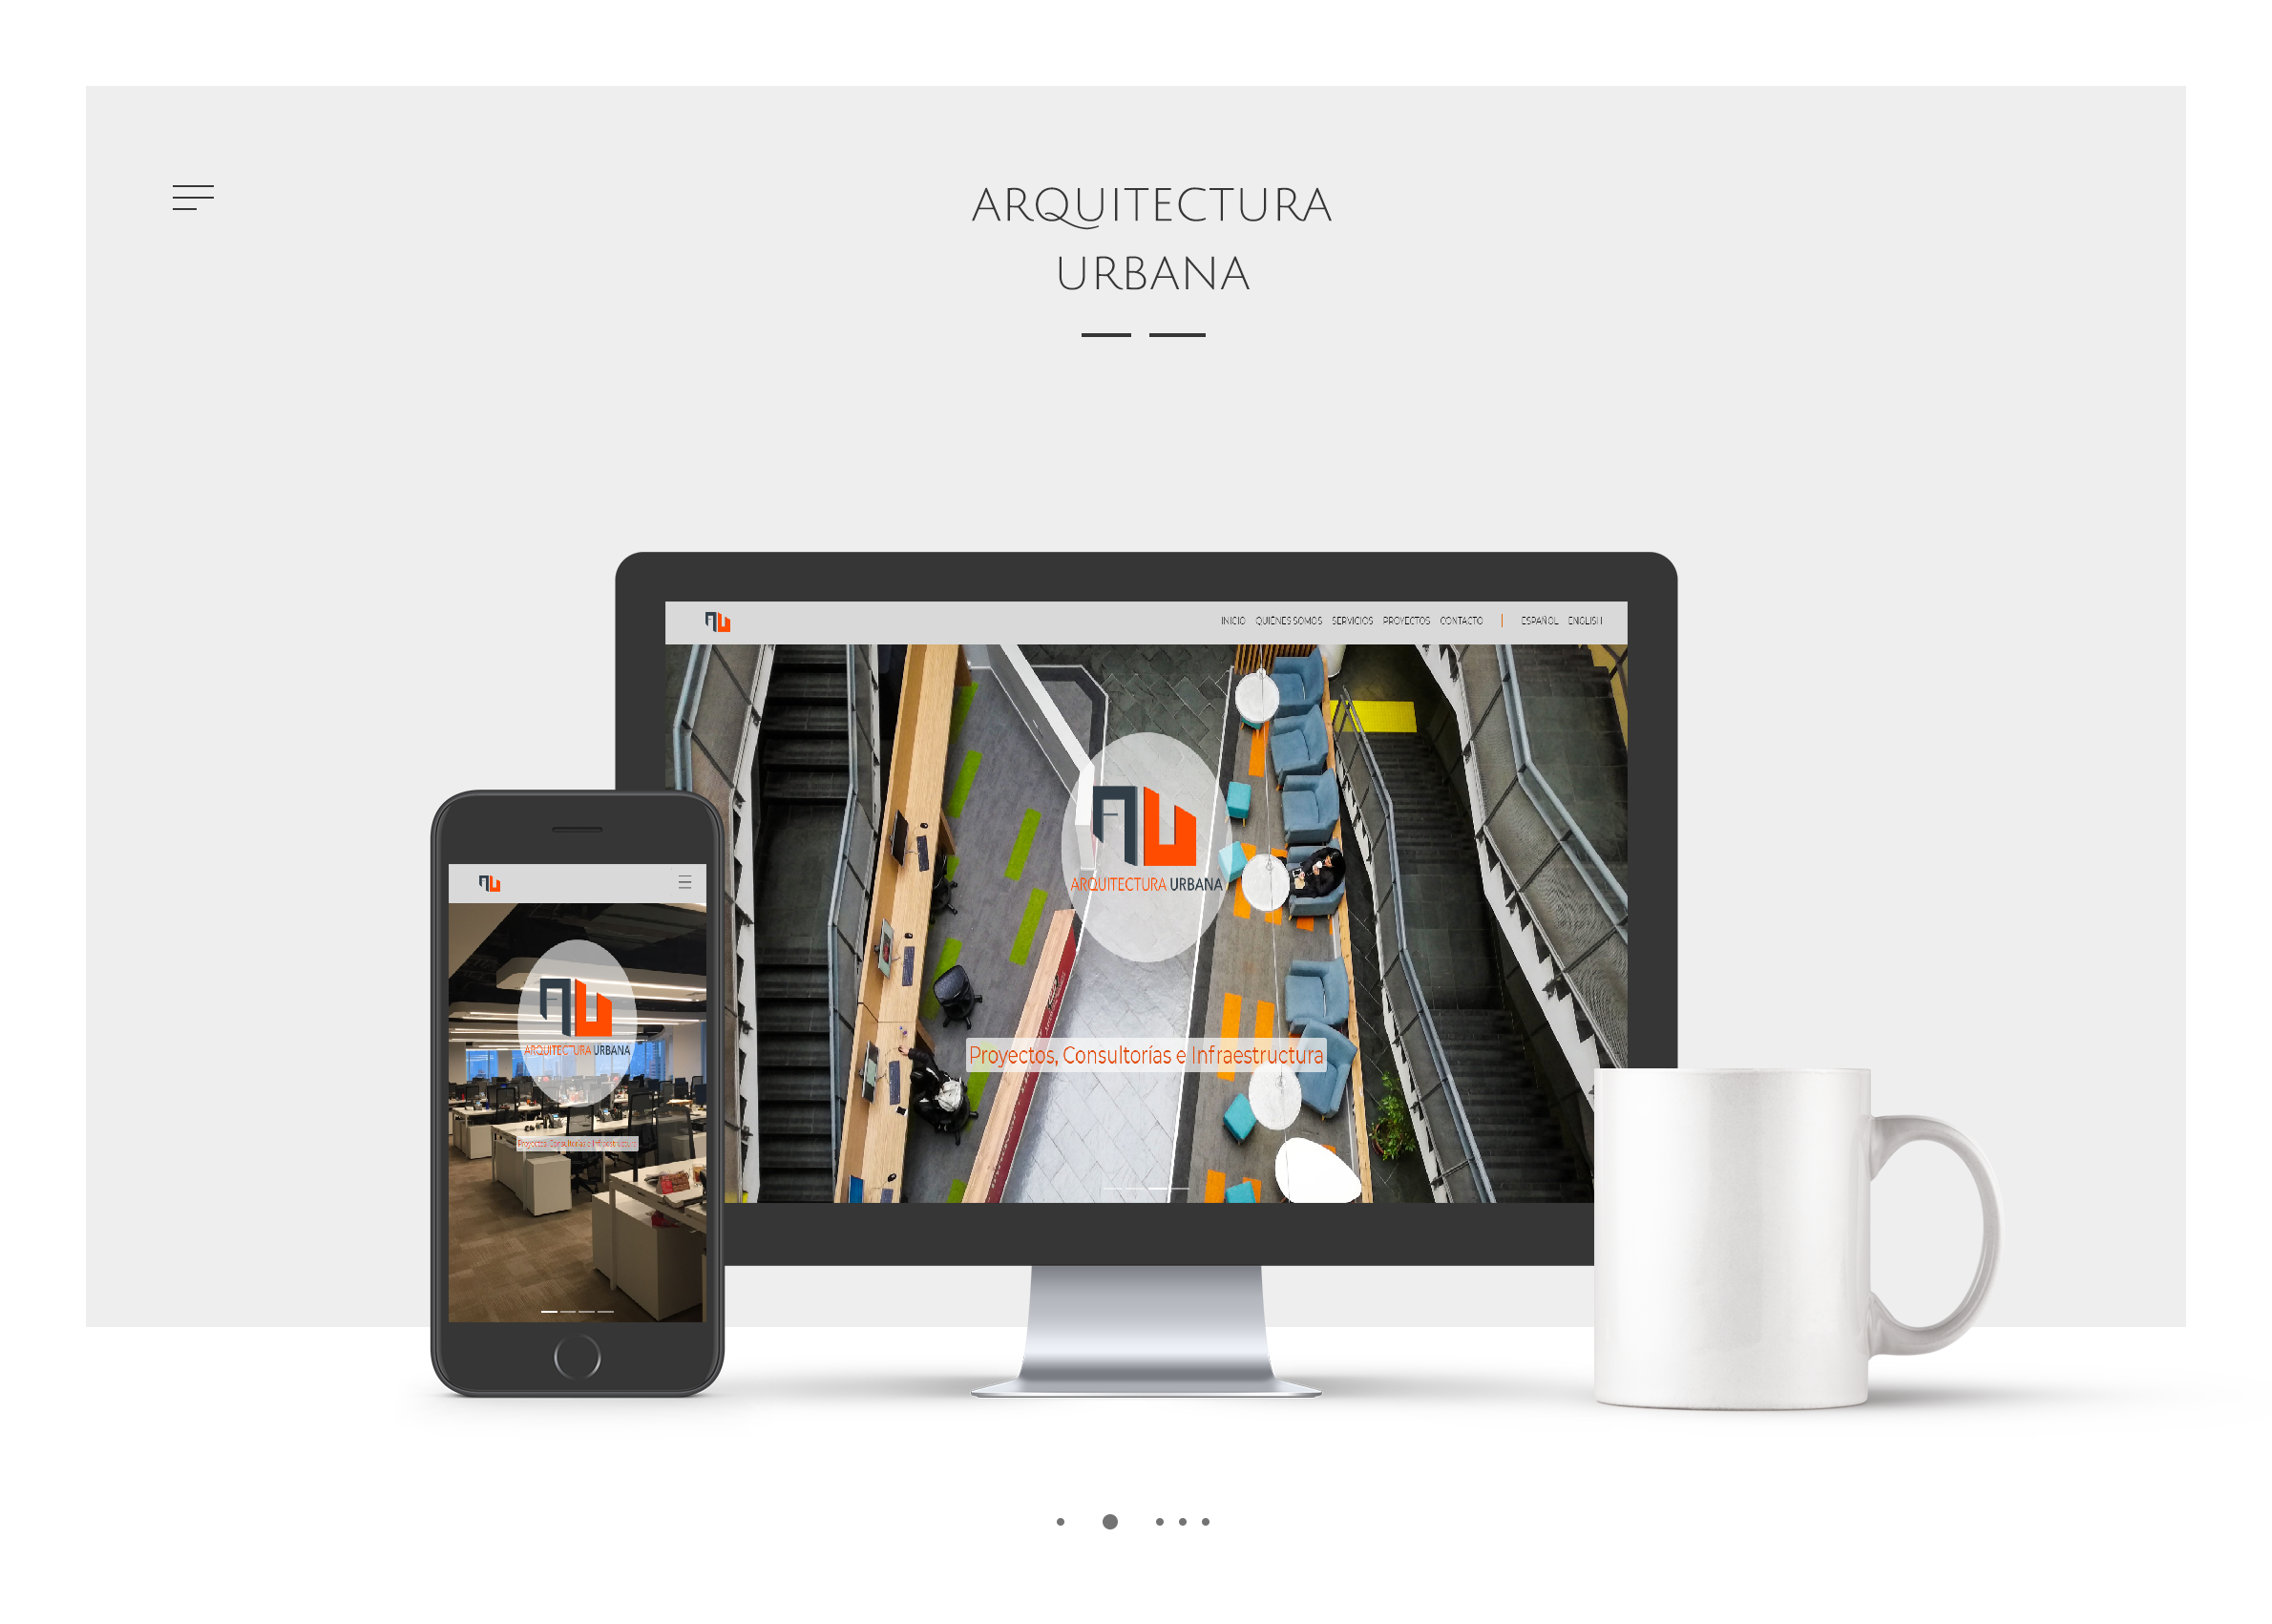 ARQUITECTURA
URBANA
INICIO QUIÉNES SOMOS SERVICIOS PROYECTOS CONTACTO | ESPAÑOL ENGLISH
ARQUITECTURA URBANA
Proyectos, Consultorías e Infraestructura
ARQUITECTURA URBANA
Proyectos, Consultorías e Infraestructura